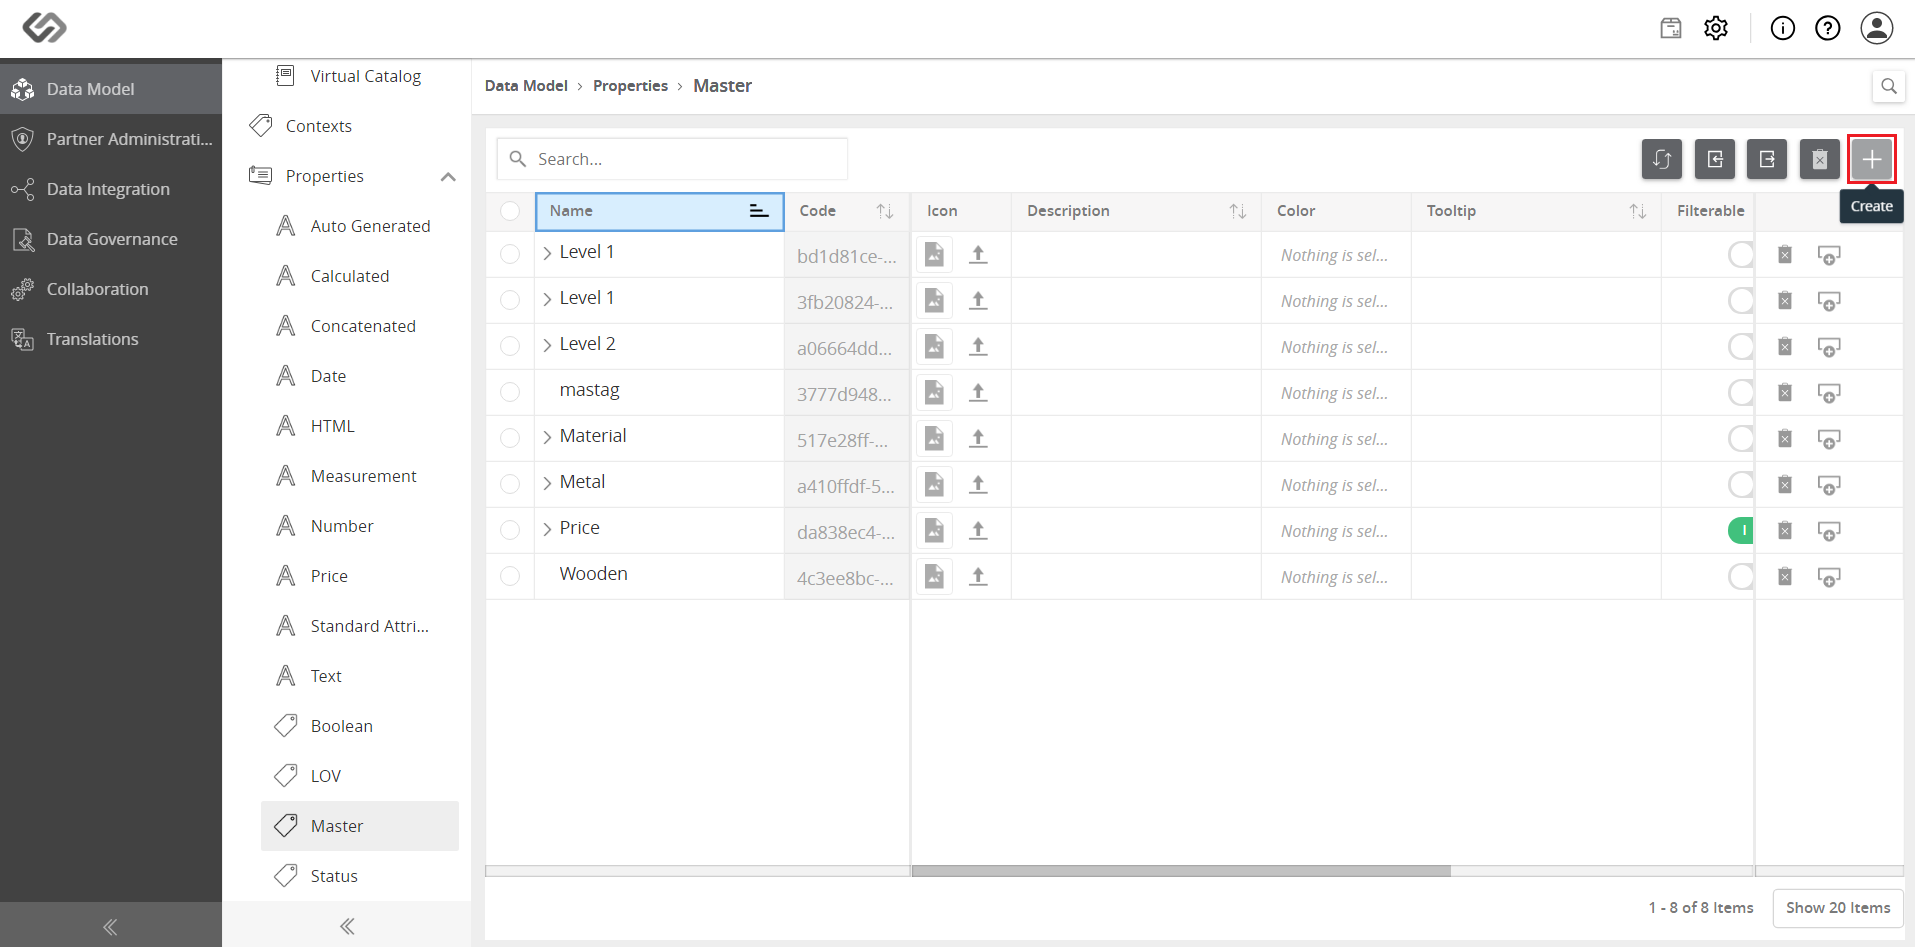 Data Model
Partner Administrati...
Data Integration
Data Governance
Collaboration
Translations
Virtual Catalog
Contexts
Properties
Auto Generated
Calculated
Concatenated
Date
HTML
Measurement
Number
Price
Standard Attri...
Text
Boolean
LOV
Master
Status
Data Model > Properties > Master
Search...
Create
Name Code Icon Description Color Tooltip Filterable
Level 1 bd1d81ce-... Nothing is sel...
Level 1 3fb20824-... Nothing is sel...
Level 2 a06664dd... Nothing is sel...
mastag 3777d948... Nothing is sel...
Material 517e28ff-... Nothing is sel...
Metal a410ffdf-5... Nothing is sel...
Price da838ec4-... Nothing is sel...
Wooden 4c3ee8bc-... Nothing is sel...
1 - 8 of 8 Items Show 20 Items